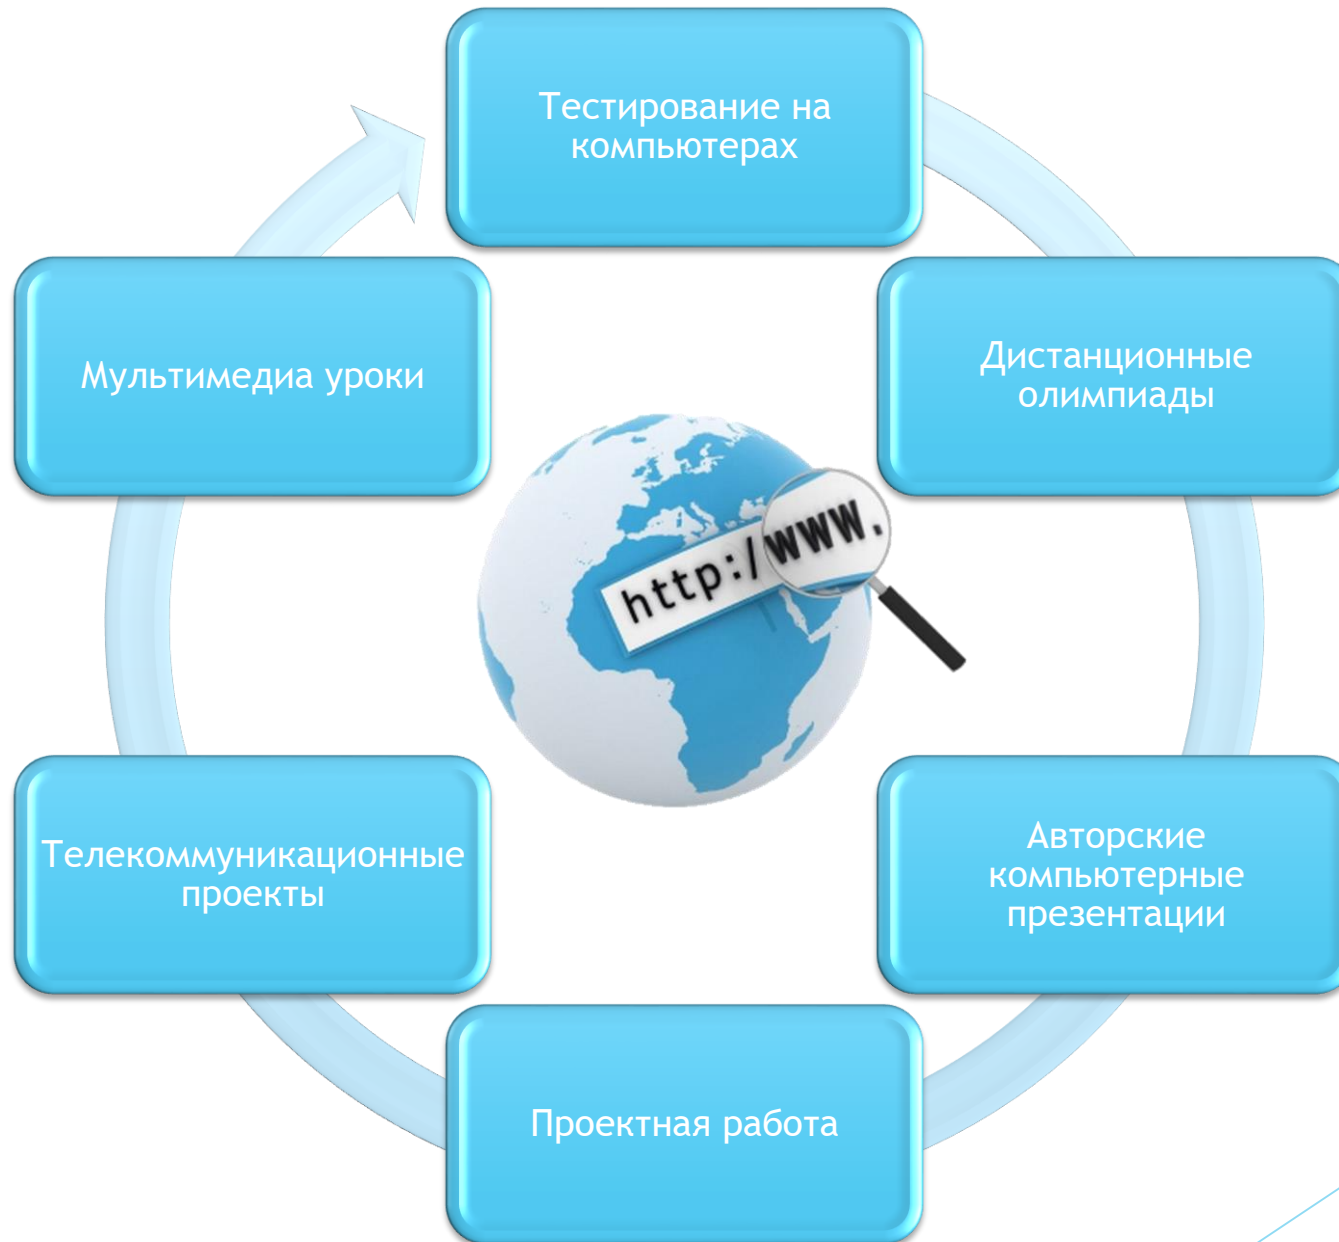 Тестирование на
компьютерах
Дистанционные
олимпиады
Авторские
компьютерные
презентации
Проектная работа
Телекоммуникационные
проекты
Мультимедиа уроки
http:/www.